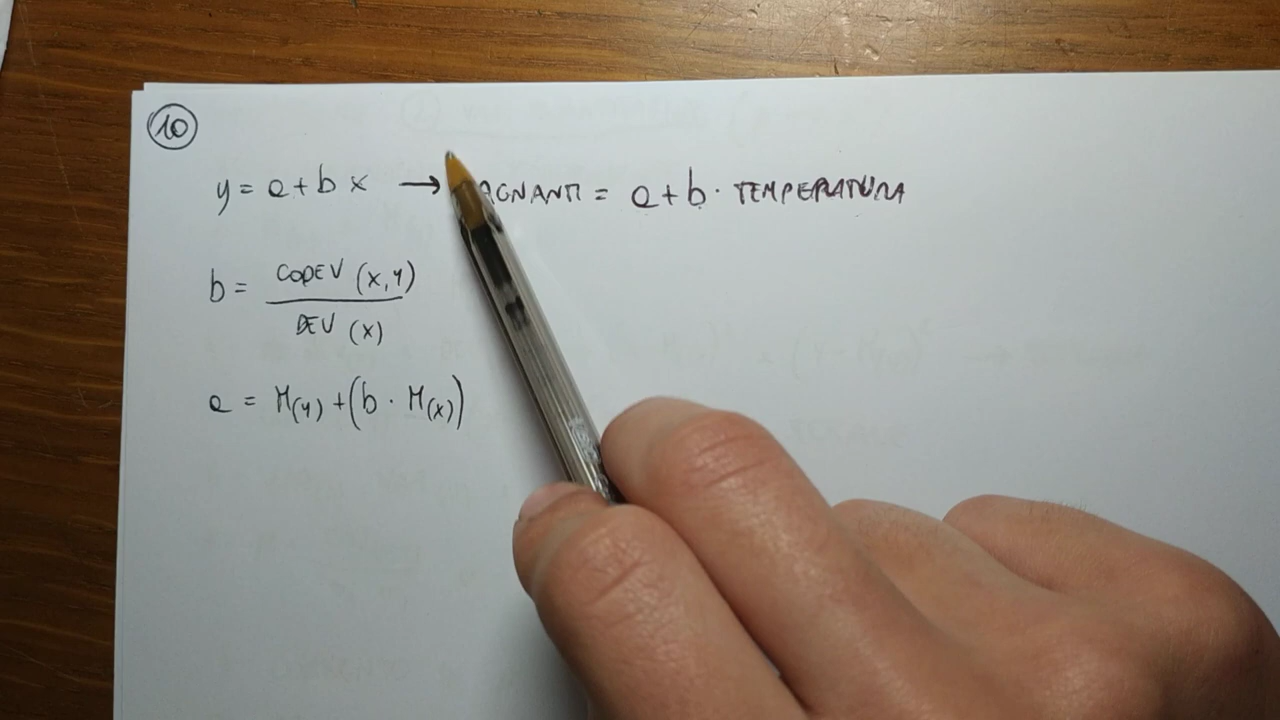 10
y = a + b x → AGNANTI = a + b · TEMPERATURA
b = CODEV (x,y)
DEV (x)
a = M(y) + (b · M(x))